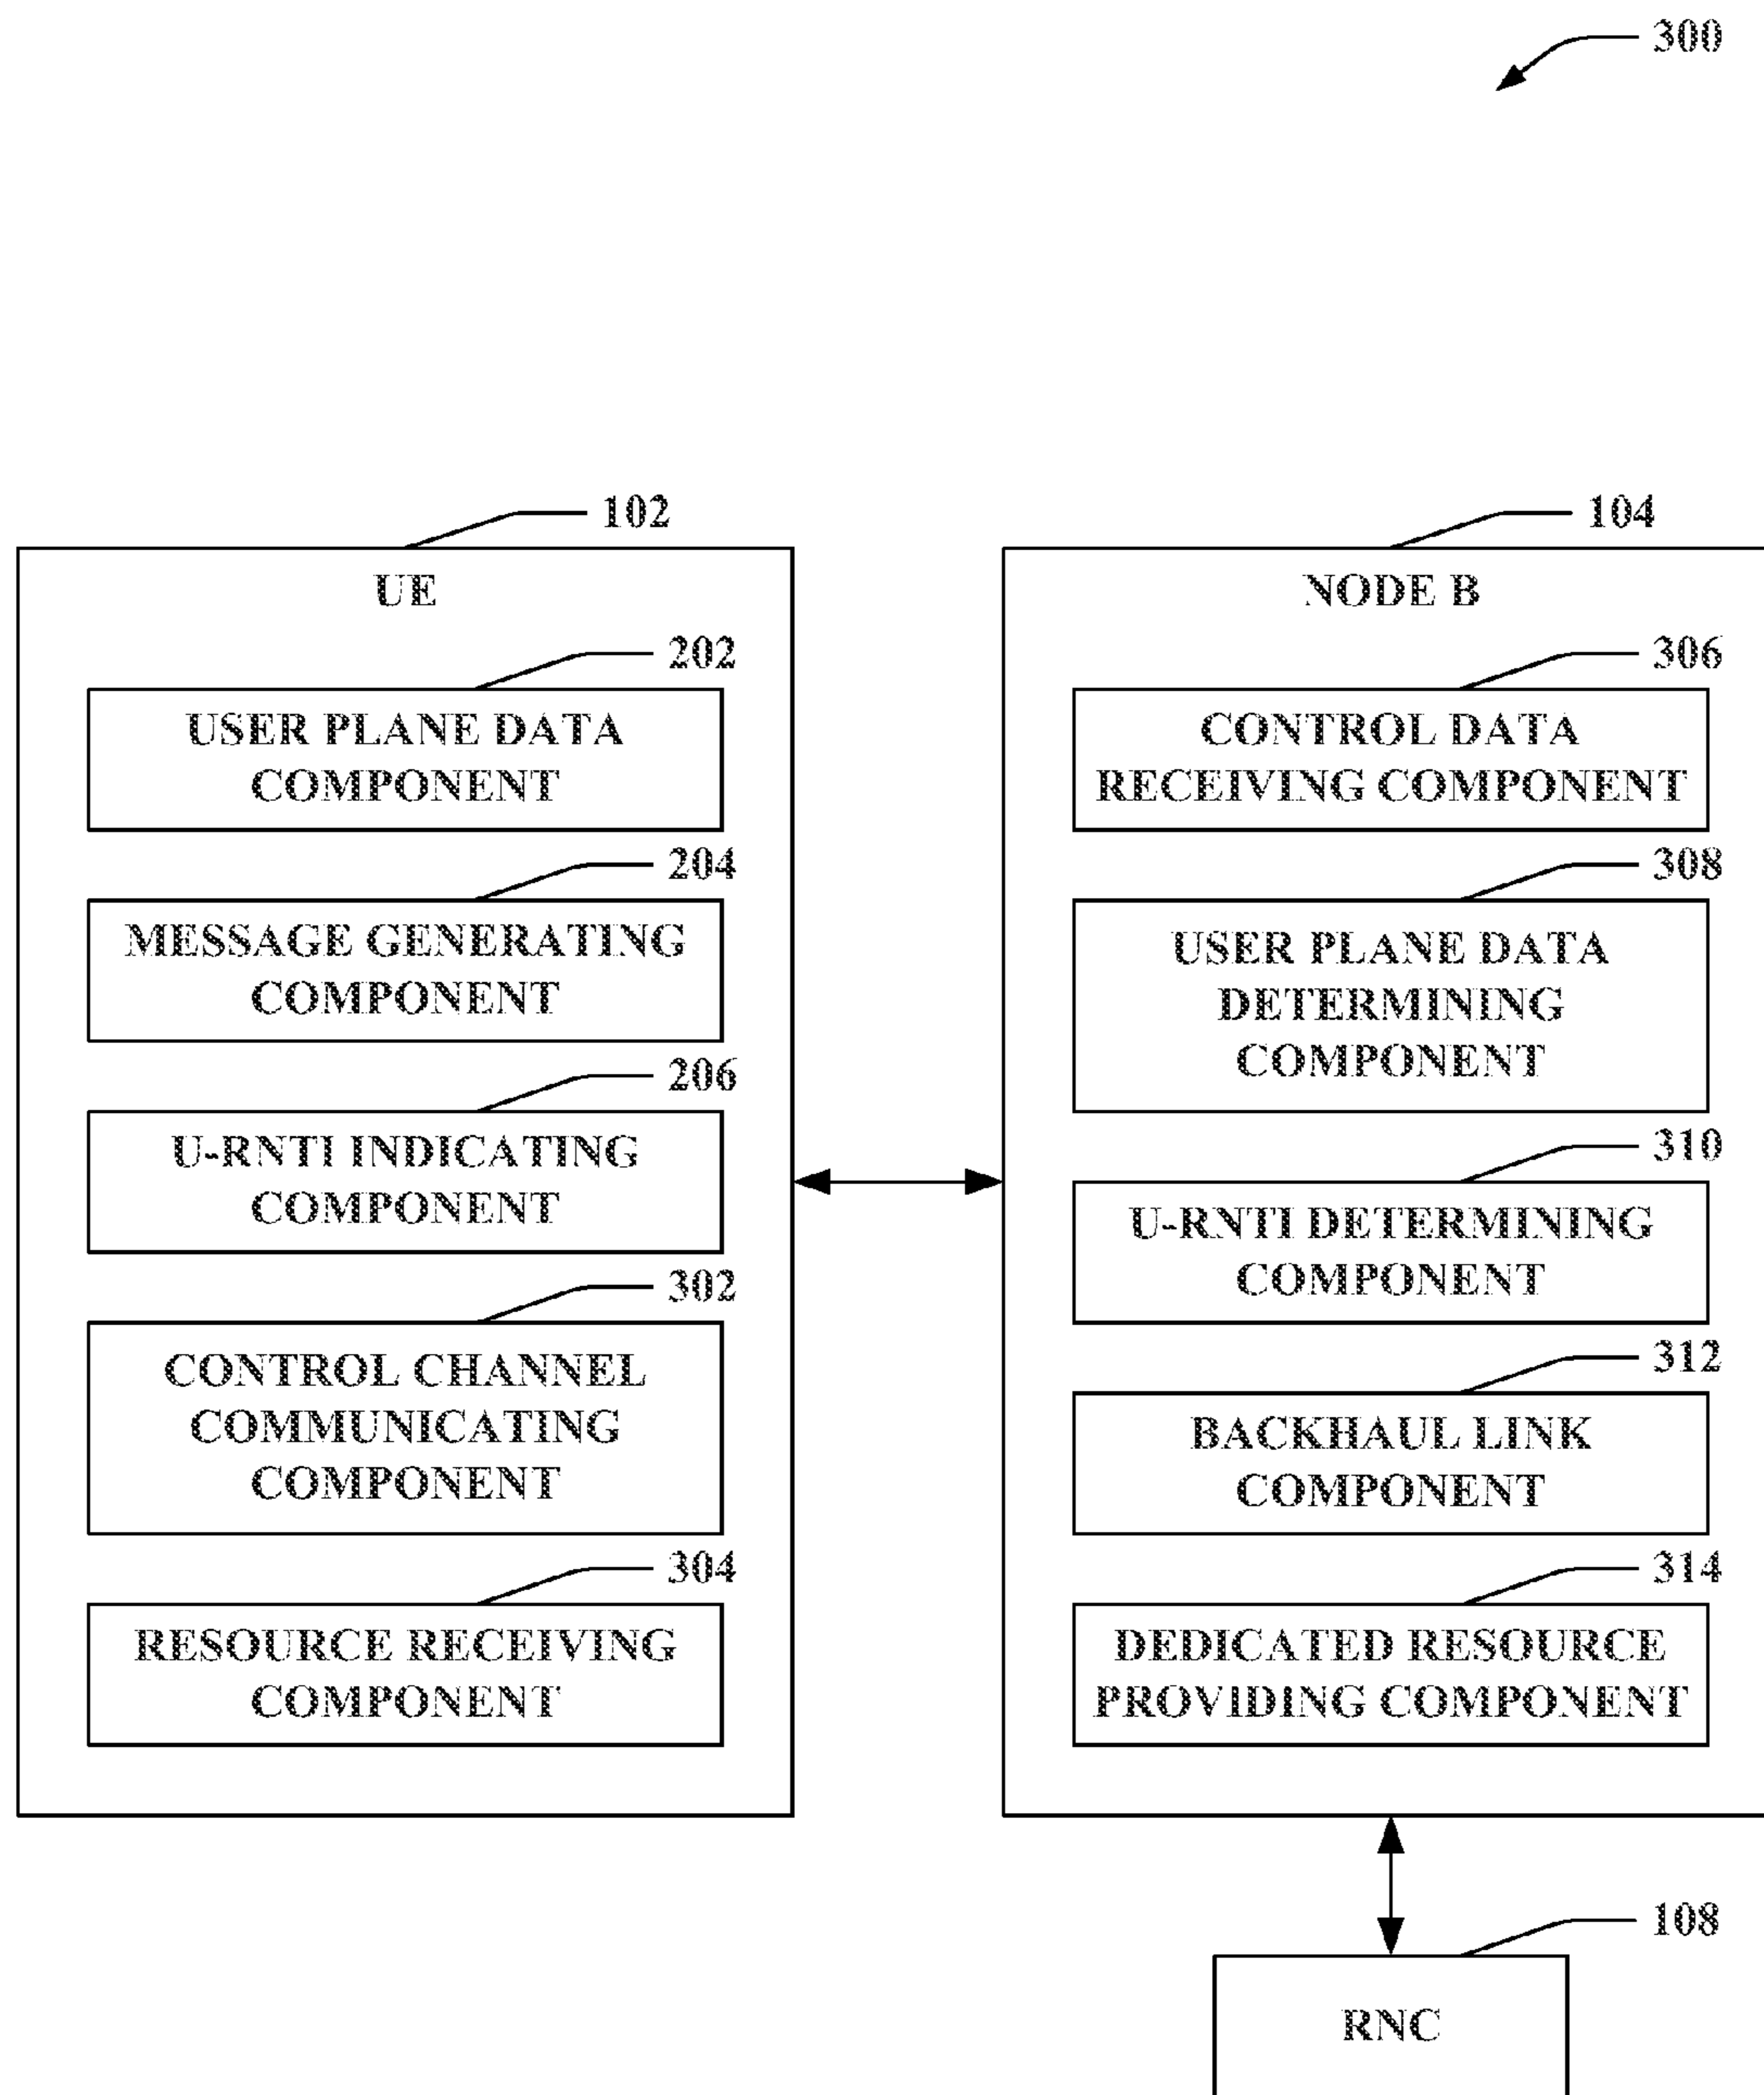 300
102
UE
202
USER PLANE DATA
COMPONENT
204
MESSAGE GENERATING
COMPONENT
206
U-RNTI INDICATING
COMPONENT
302
CONTROL CHANNEL
COMMUNICATING
COMPONENT
304
RESOURCE RECEIVING
COMPONENT
104
NODE B
306
CONTROL DATA
RECEIVING COMPONENT
308
USER PLANE DATA
DETERMINING
COMPONENT
310
U-RNTI DETERMINING
COMPONENT
312
BACKHAUL LINK
COMPONENT
314
DEDICATED RESOURCE
PROVIDING COMPONENT
108
RNC